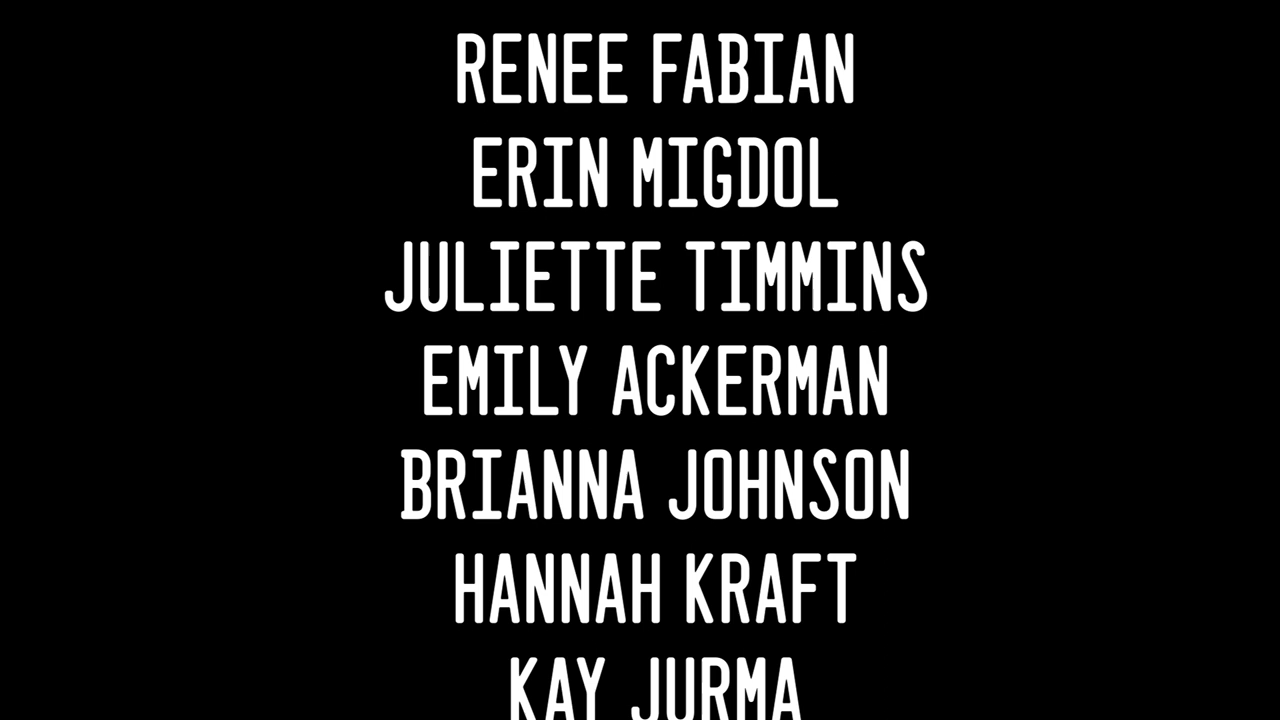 RENEE FABIAN
ERIN MIGDOL
JULIETTE TIMMINS
EMILY ACKERMAN
BRIANNA JOHNSON
HANNAH KRAFT
KAY JURMA